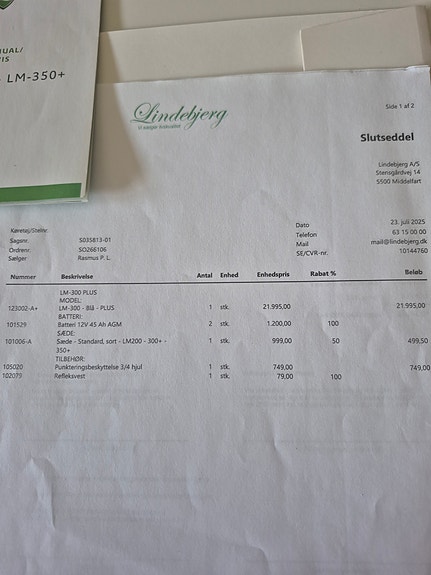 UAL/
IS
LM-350+
Lindebjerg
Vi sælger livskvalitet
Side 1 af 2
Slutseddel
Lindebjerg A/S
Stensgårdvej 14
5500 Middelfart
Køretøj/Stelnr.
Sagsnr. S035813-01
Ordrenr. SO266106
Sælger Rasmus P. L.
Dato 23. juli 2025
Telefon 63 15 00 00
Mail mail@lindebjerg.dk
SE/CVR-nr. 10144760
Nummer Beskrivelse Antal Enhed Enhedspris Rabat % Beløb
LM-300 PLUS
MODEL:
123002-A+ LM-300 - Blå - PLUS 1 stk. 21.995,00 21.995,00
BATTERI:
101529 Batteri 12V 45 Ah AGM 2 stk. 1.200,00 100
SÆDE:
101006-A Sæde - Standard, sort - LM200 - 300+ - 1 stk. 999,00 50 499,50
350+
TILBEHØR:
105020 Punkteringsbeskyttelse 3/4 hjul 1 stk. 749,00 749,00
102079 Refleksvest 1 stk. 79,00 100